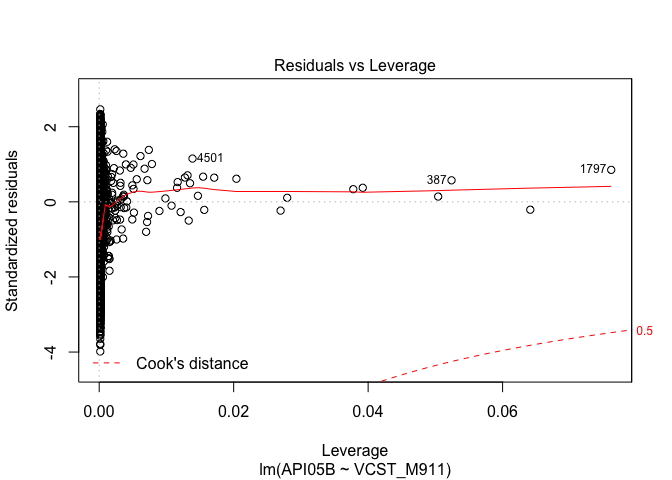 Residuals vs Leverage
Standardized residuals
2
0
-2
-4
4501
387
1797
0.5
Cook's distance
0.00
0.02
0.04
0.06
Leverage
lm(API05B ~ VCST_M911)